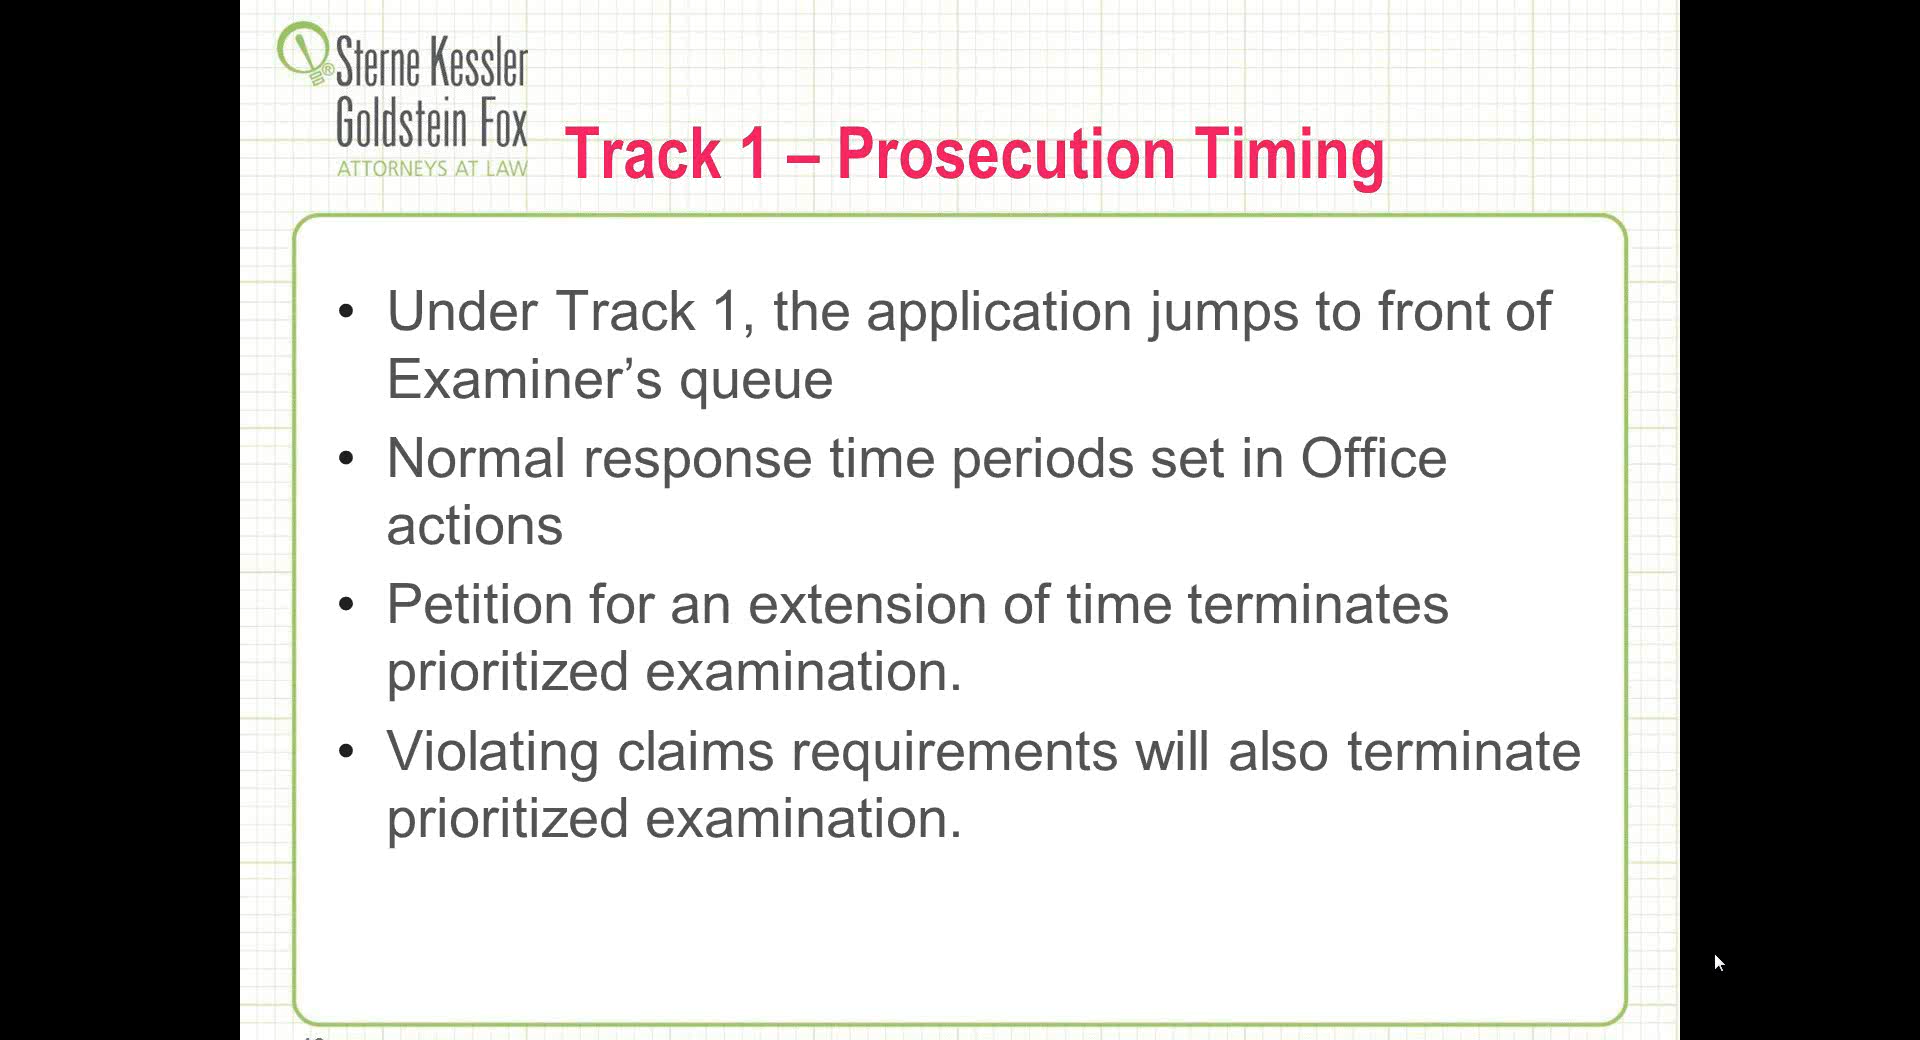 Sterne Kessler
Goldstein Fox
ATTORNEYS AT LAW
Track 1 – Prosecution Timing
• Under Track 1, the application jumps to front of
Examiner’s queue
• Normal response time periods set in Office
actions
• Petition for an extension of time terminates
prioritized examination.
• Violating claims requirements will also terminate
prioritized examination.